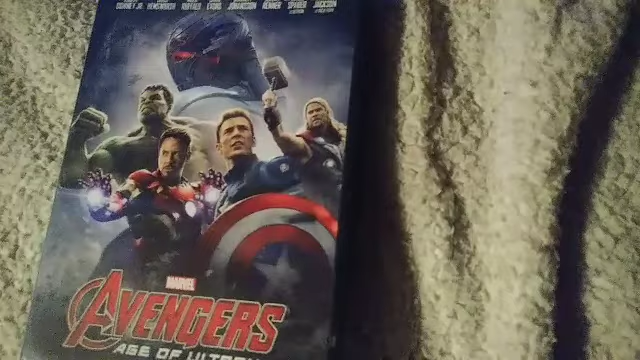 DOWNEY JR. HEMSWORTH RUFFALO EVANS JOHANSSON RENNER SPADER JACKSON
MARVEL
AVENGERS
AGE OF ULTRON